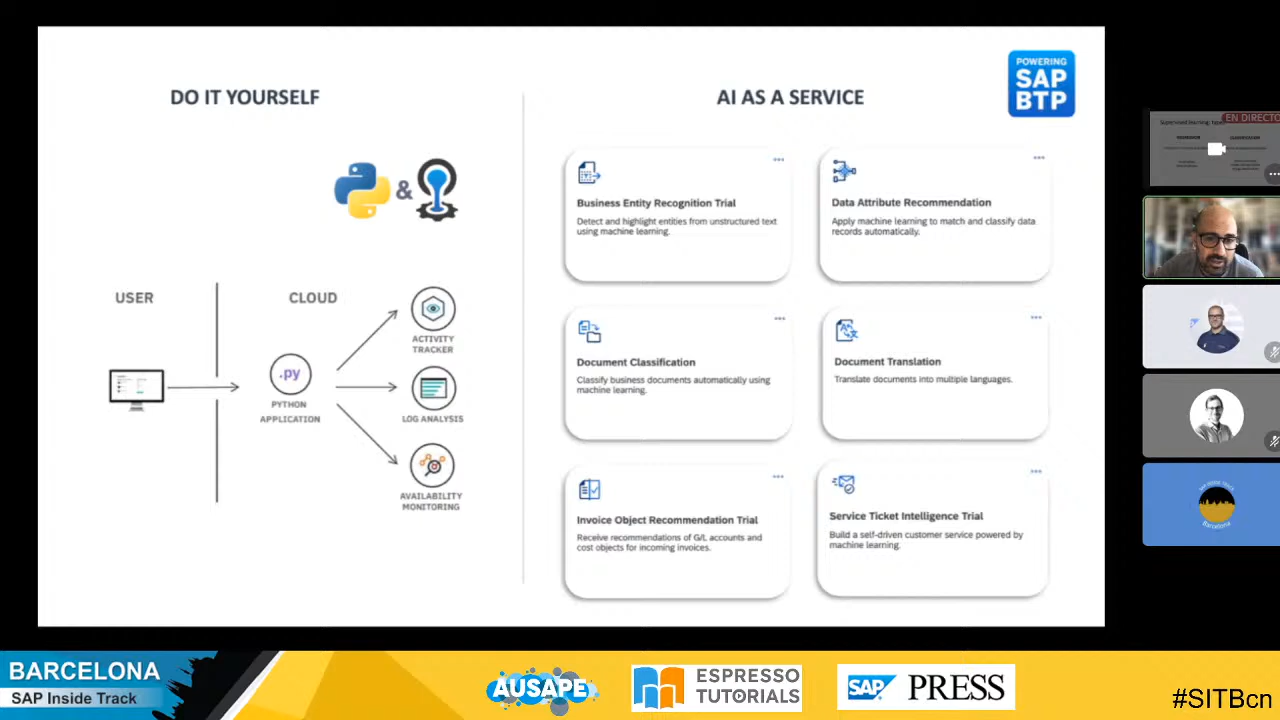 DO IT YOURSELF
&
USER
CLOUD
.py
PYTHON
APPLICATION
ACTIVITY
TRACKER
LOG ANALYSIS
AVAILABILITY
MONITORING
AI AS A SERVICE
POWERING
SAP
BTP
Business Entity Recognition Trial
Detect and highlight entities from unstructured text
using machine learning.
Data Attribute Recommendation
Apply machine learning to match and classify data
records automatically.
Document Classification
Classify business documents automatically using
machine learning.
Document Translation
Translate documents into multiple languages.
Invoice Object Recommendation Trial
Receive recommendations of G/L accounts and
cost objects for incoming invoices.
Service Ticket Intelligence Trial
Build a self-driven customer service powered by
machine learning.
EN DIRECTO
Barcelona
BARCELONA
SAP Inside Track
AUSAPE
ESPRESSO
TUTORIALS
SAP PRESS
#SITBcn